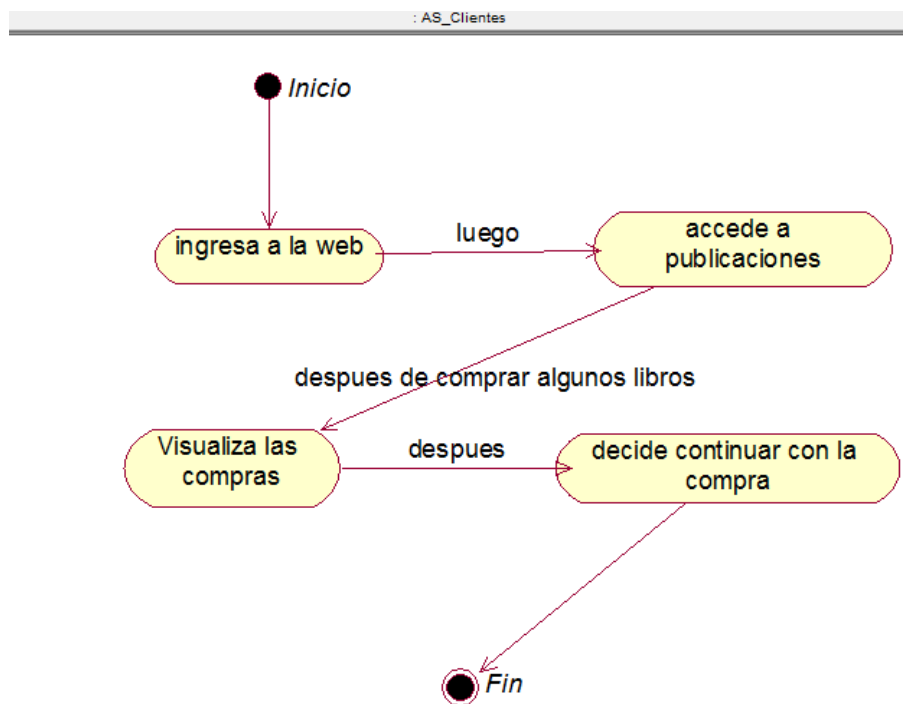 : AS_Clientes
Inicio
ingresa a la web
luego
accede a
publicaciones
despues de comprar algunos libros
Visualiza las
compras
despues
decide continuar con la
compra
Fin